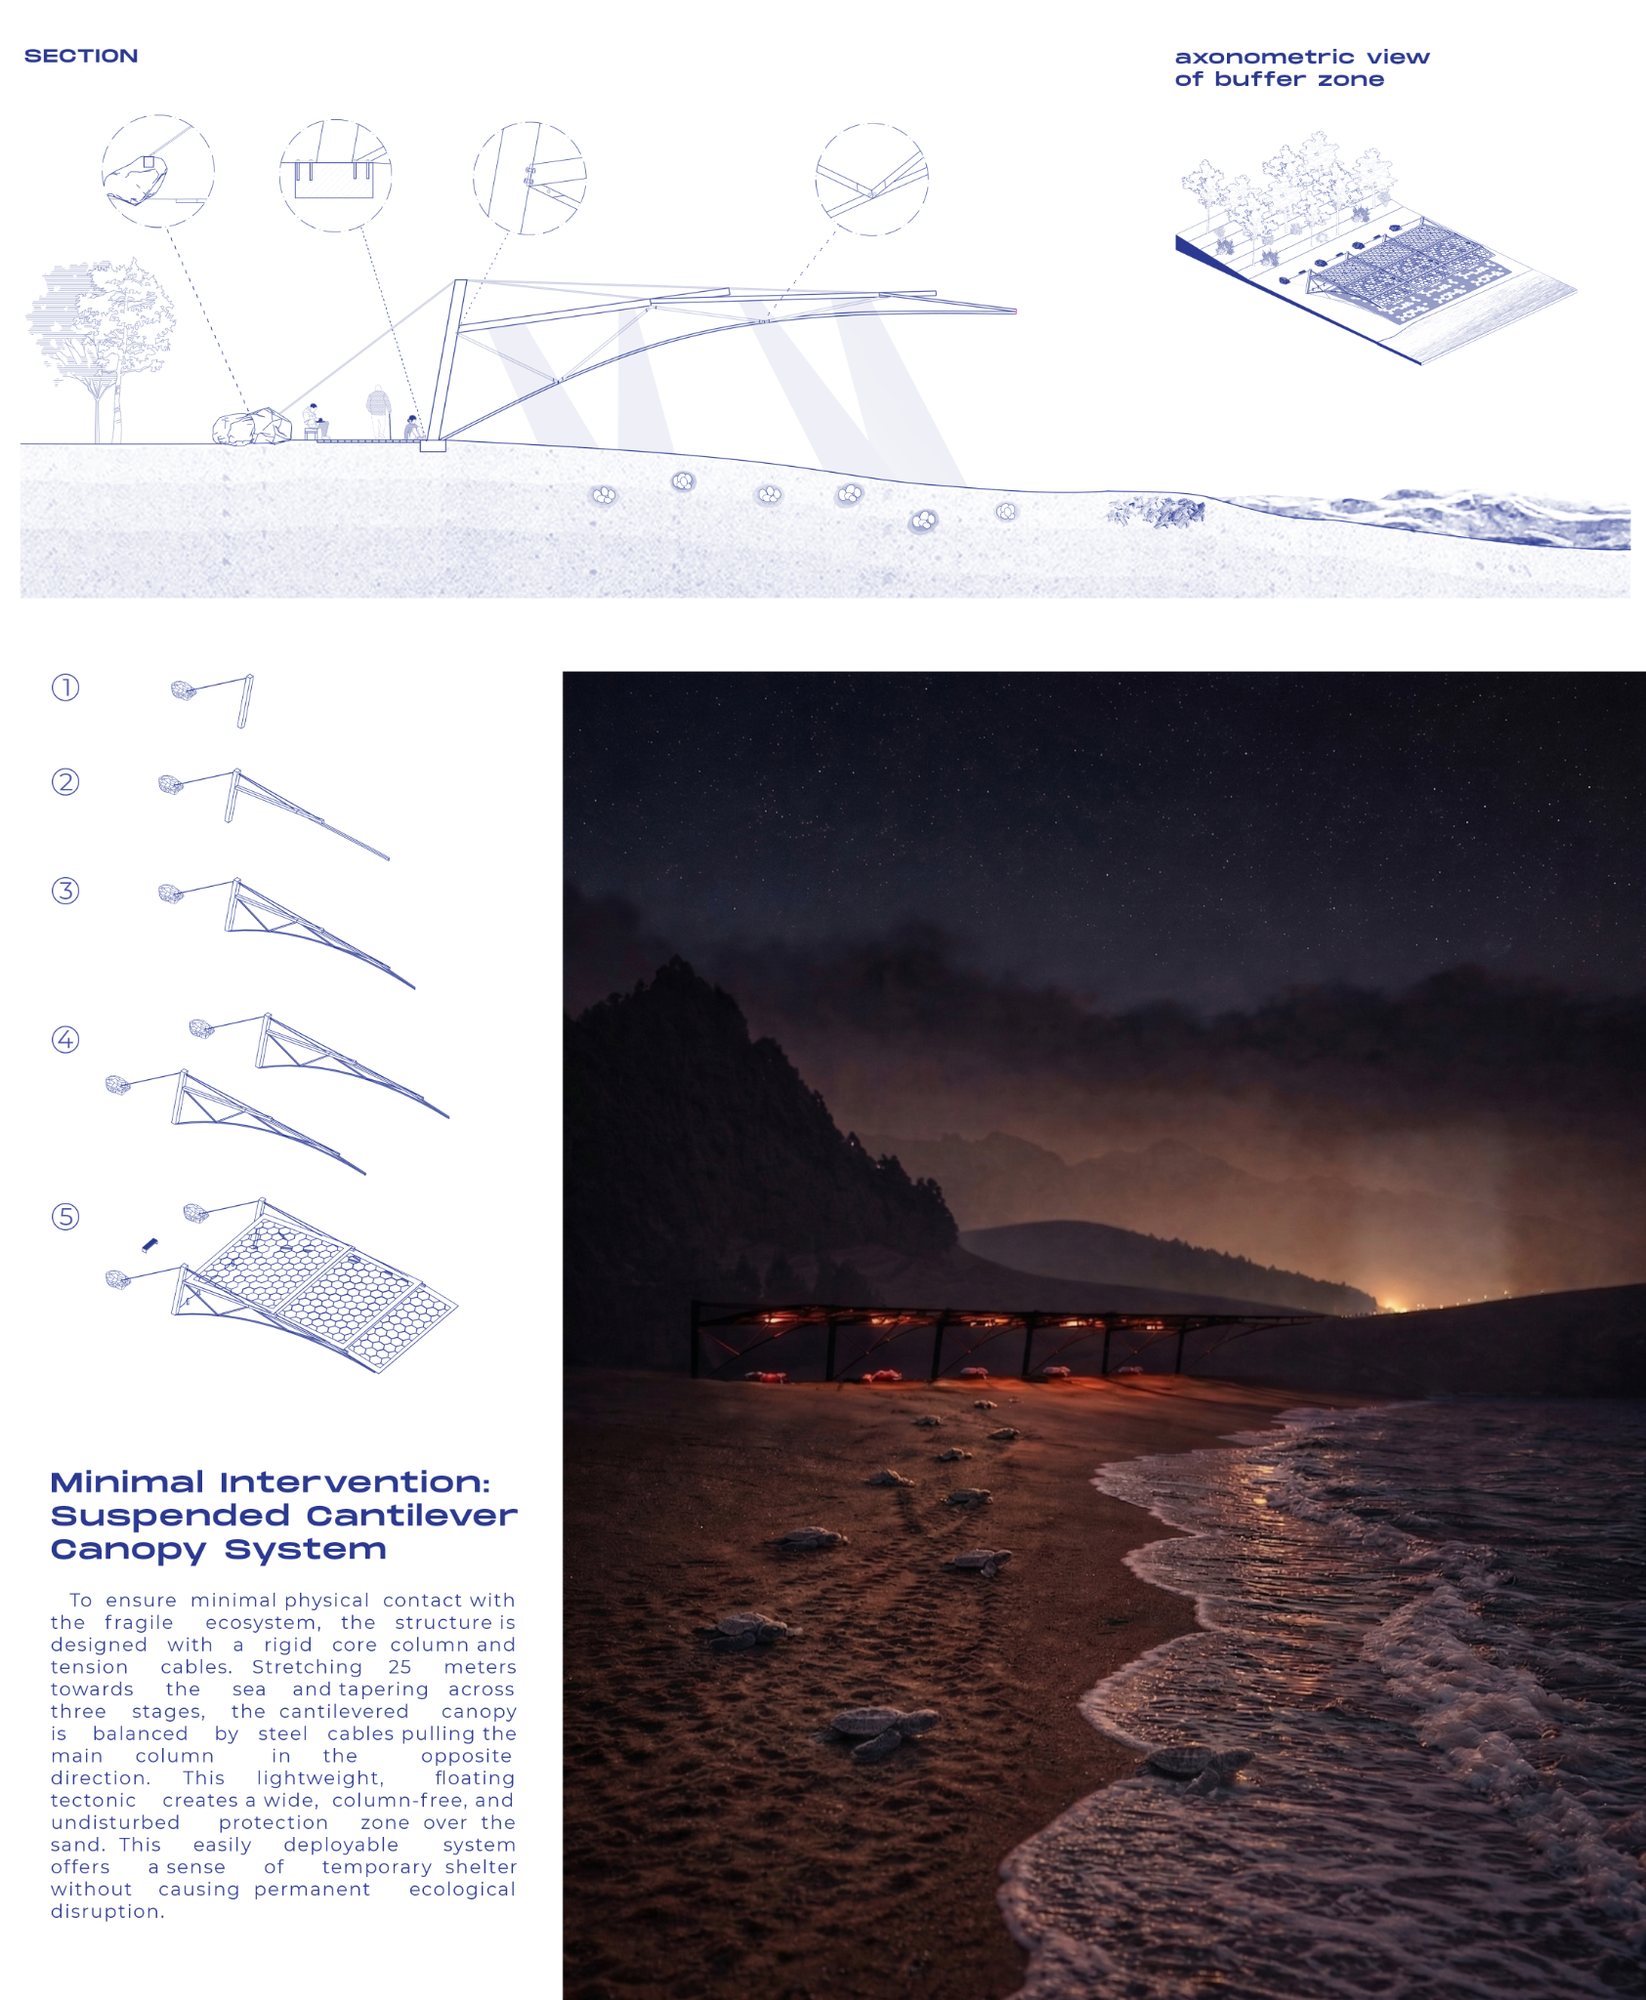 SECTION
axonometric view
of buffer zone
①
②
③
④
⑤
Minimal Intervention:
Suspended Cantilever
Canopy System
To ensure minimal physical contact with
the fragile ecosystem, the structure is
designed with a rigid core column and
tension cables. Stretching 25 meters
towards the sea and tapering across
three stages, the cantilevered canopy
is balanced by steel cables pulling the
main column in the opposite
direction. This lightweight, floating
tectonic creates a wide, column-free, and
undisturbed protection zone over the
sand. This easily deployable system
offers a sense of temporary shelter
without causing permanent ecological
disruption.